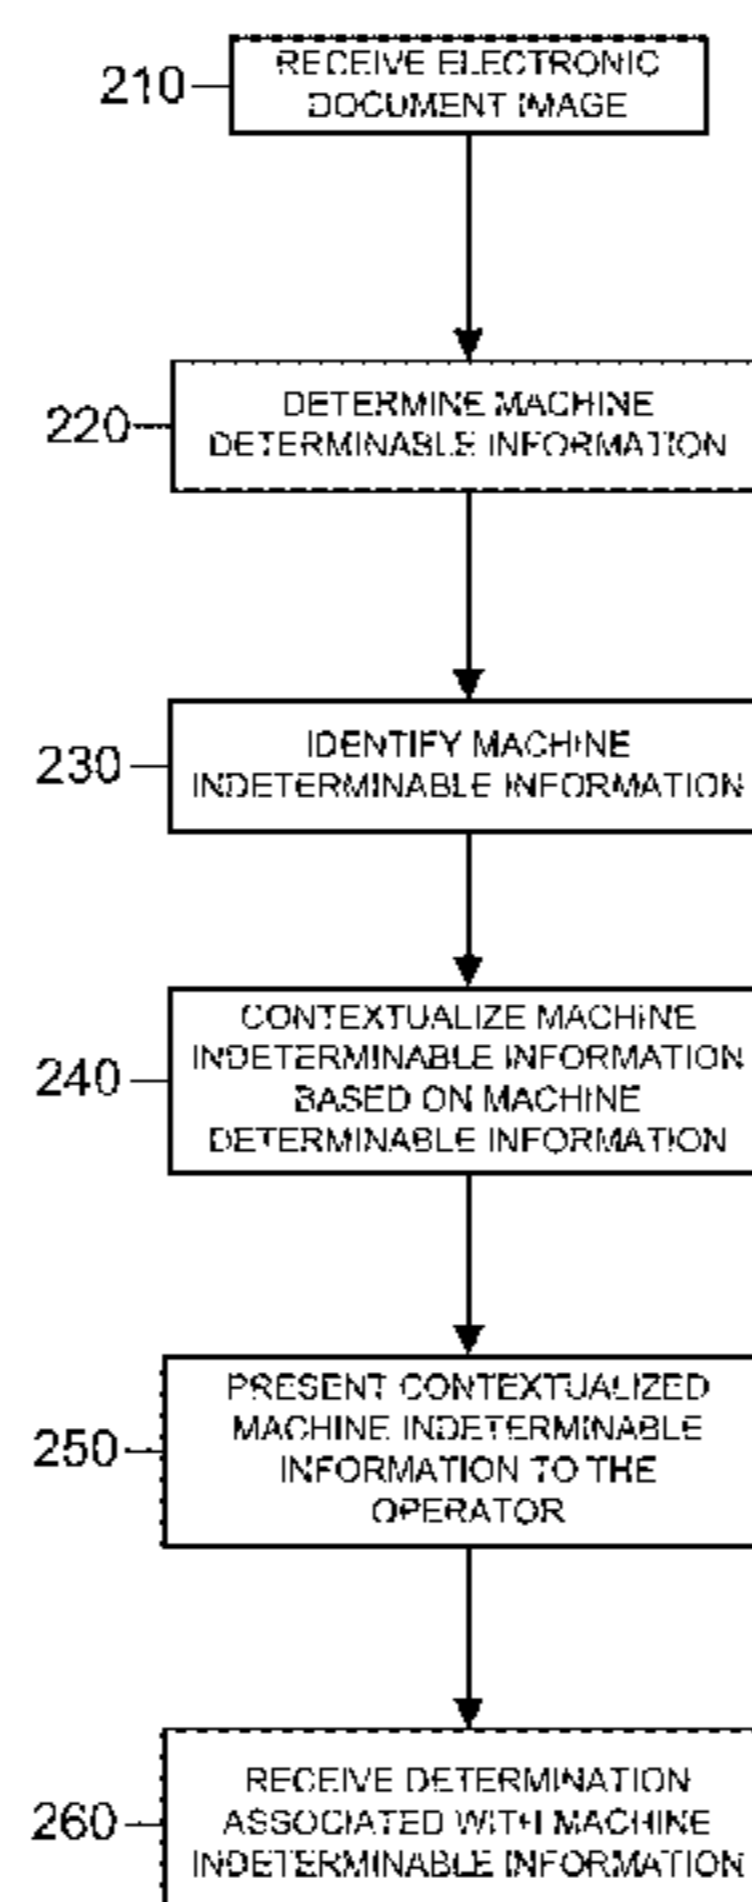 210
RECEIVE ELECTRONIC
DOCUMENT IMAGE
220
DETERMINE MACHINE
DETERMINABLE INFORMATION
230
IDENTIFY MACHINE
INDETERMINABLE INFORMATION
240
CONTEXTUALIZE MACHINE
INDETERMINABLE INFORMATION
BASED ON MACHINE
DETERMINABLE INFORMATION
250
PRESENT CONTEXTUALIZED
MACHINE INDETERMINABLE
INFORMATION TO THE
OPERATOR
260
RECEIVE DETERMINATION
ASSOCIATED WITH MACHINE
INDETERMINABLE INFORMATION